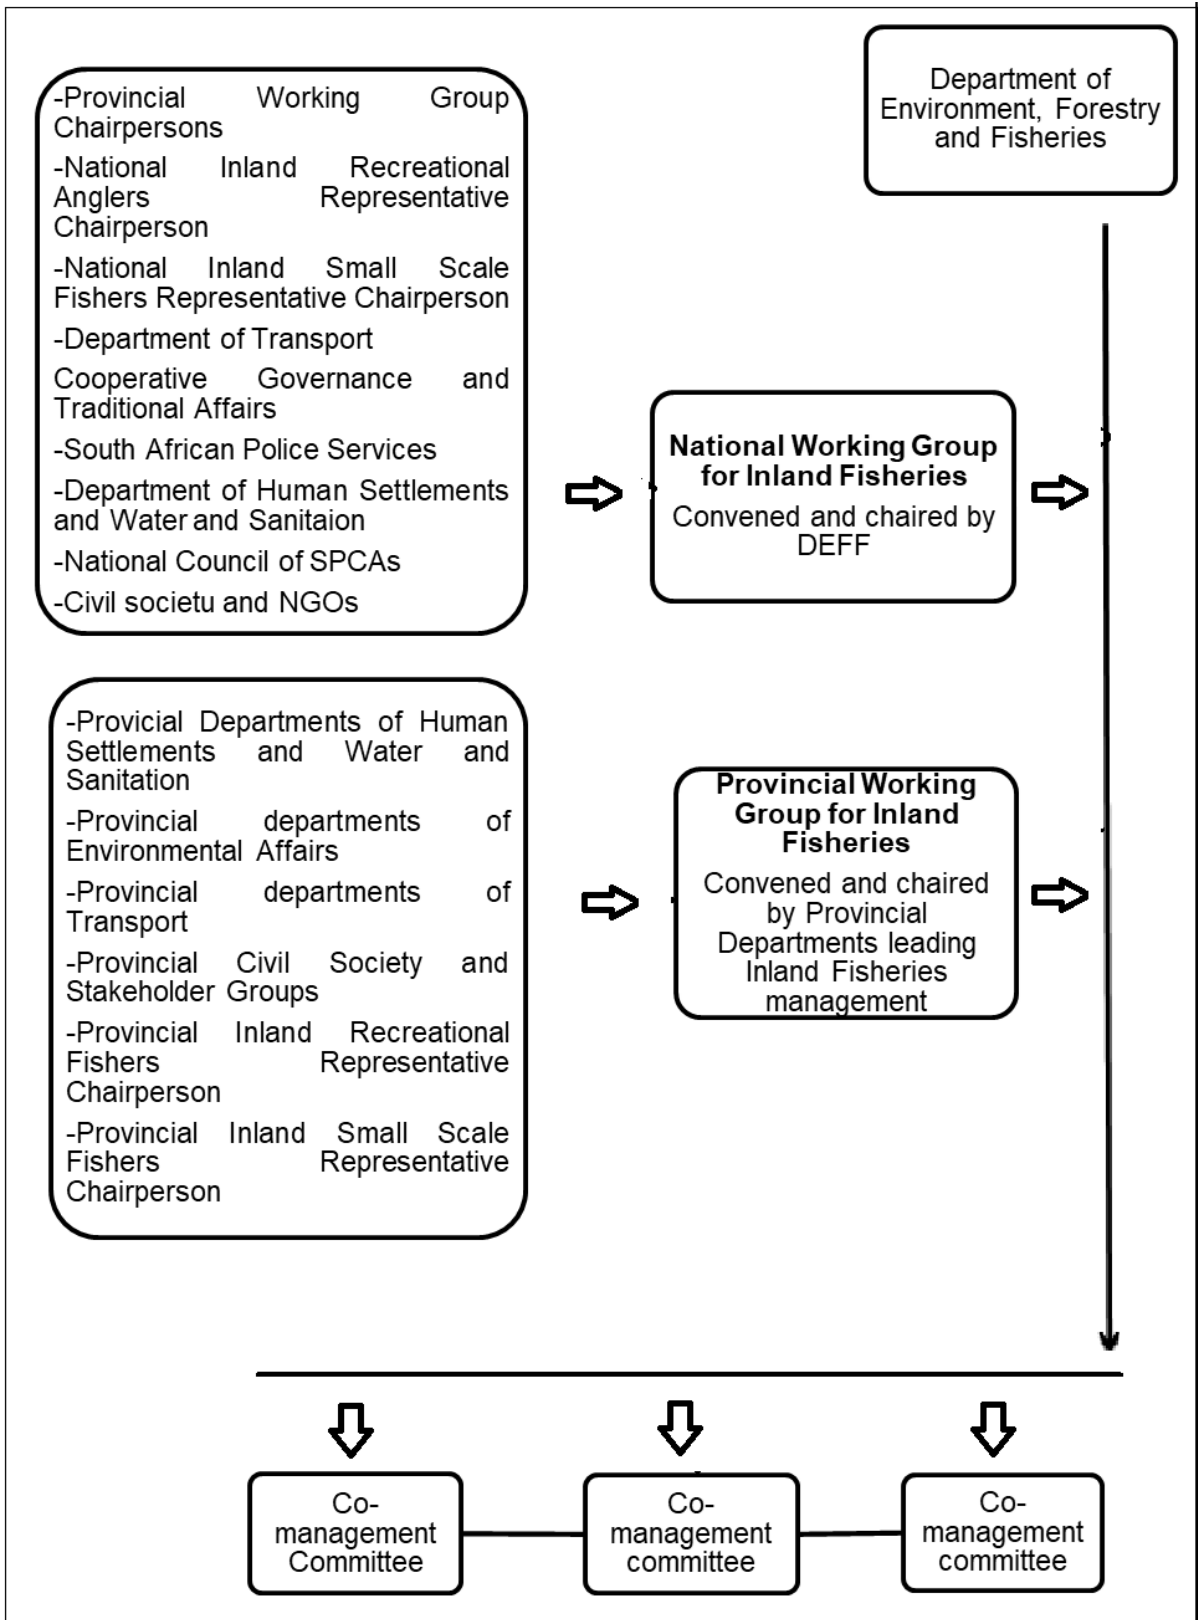 Department of
Environment, Forestry
and Fisheries
-Provincial Working Group
Chairpersons
-National Inland Recreational
Anglers Representative
Chairperson
-National Inland Small Scale
Fishers Representative Chairperson
-Department of Transport
Cooperative Governance and
Traditional Affairs
-South African Police Services
-Department of Human Settlements
and Water and Sanitaion
-National Council of SPCAs
-Civil societu and NGOs
National Working Group
for Inland Fisheries
Convened and chaired by
DEFF
-Provicial Departments of Human
Settlements and Water and
Sanitation
-Provincial departments of
Environmental Affairs
-Provincial departments of
Transport
-Provincial Civil Society and
Stakeholder Groups
-Provincial Inland Recreational
Fishers Representative
Chairperson
-Provincial Inland Small Scale
Fishers Representative
Chairperson
Provincial Working
Group for Inland
Fisheries
Convened and chaired
by Provincial
Departments leading
Inland Fisheries
management
Co-
management
Committee
Co-
management
committee
Co-
management
committee